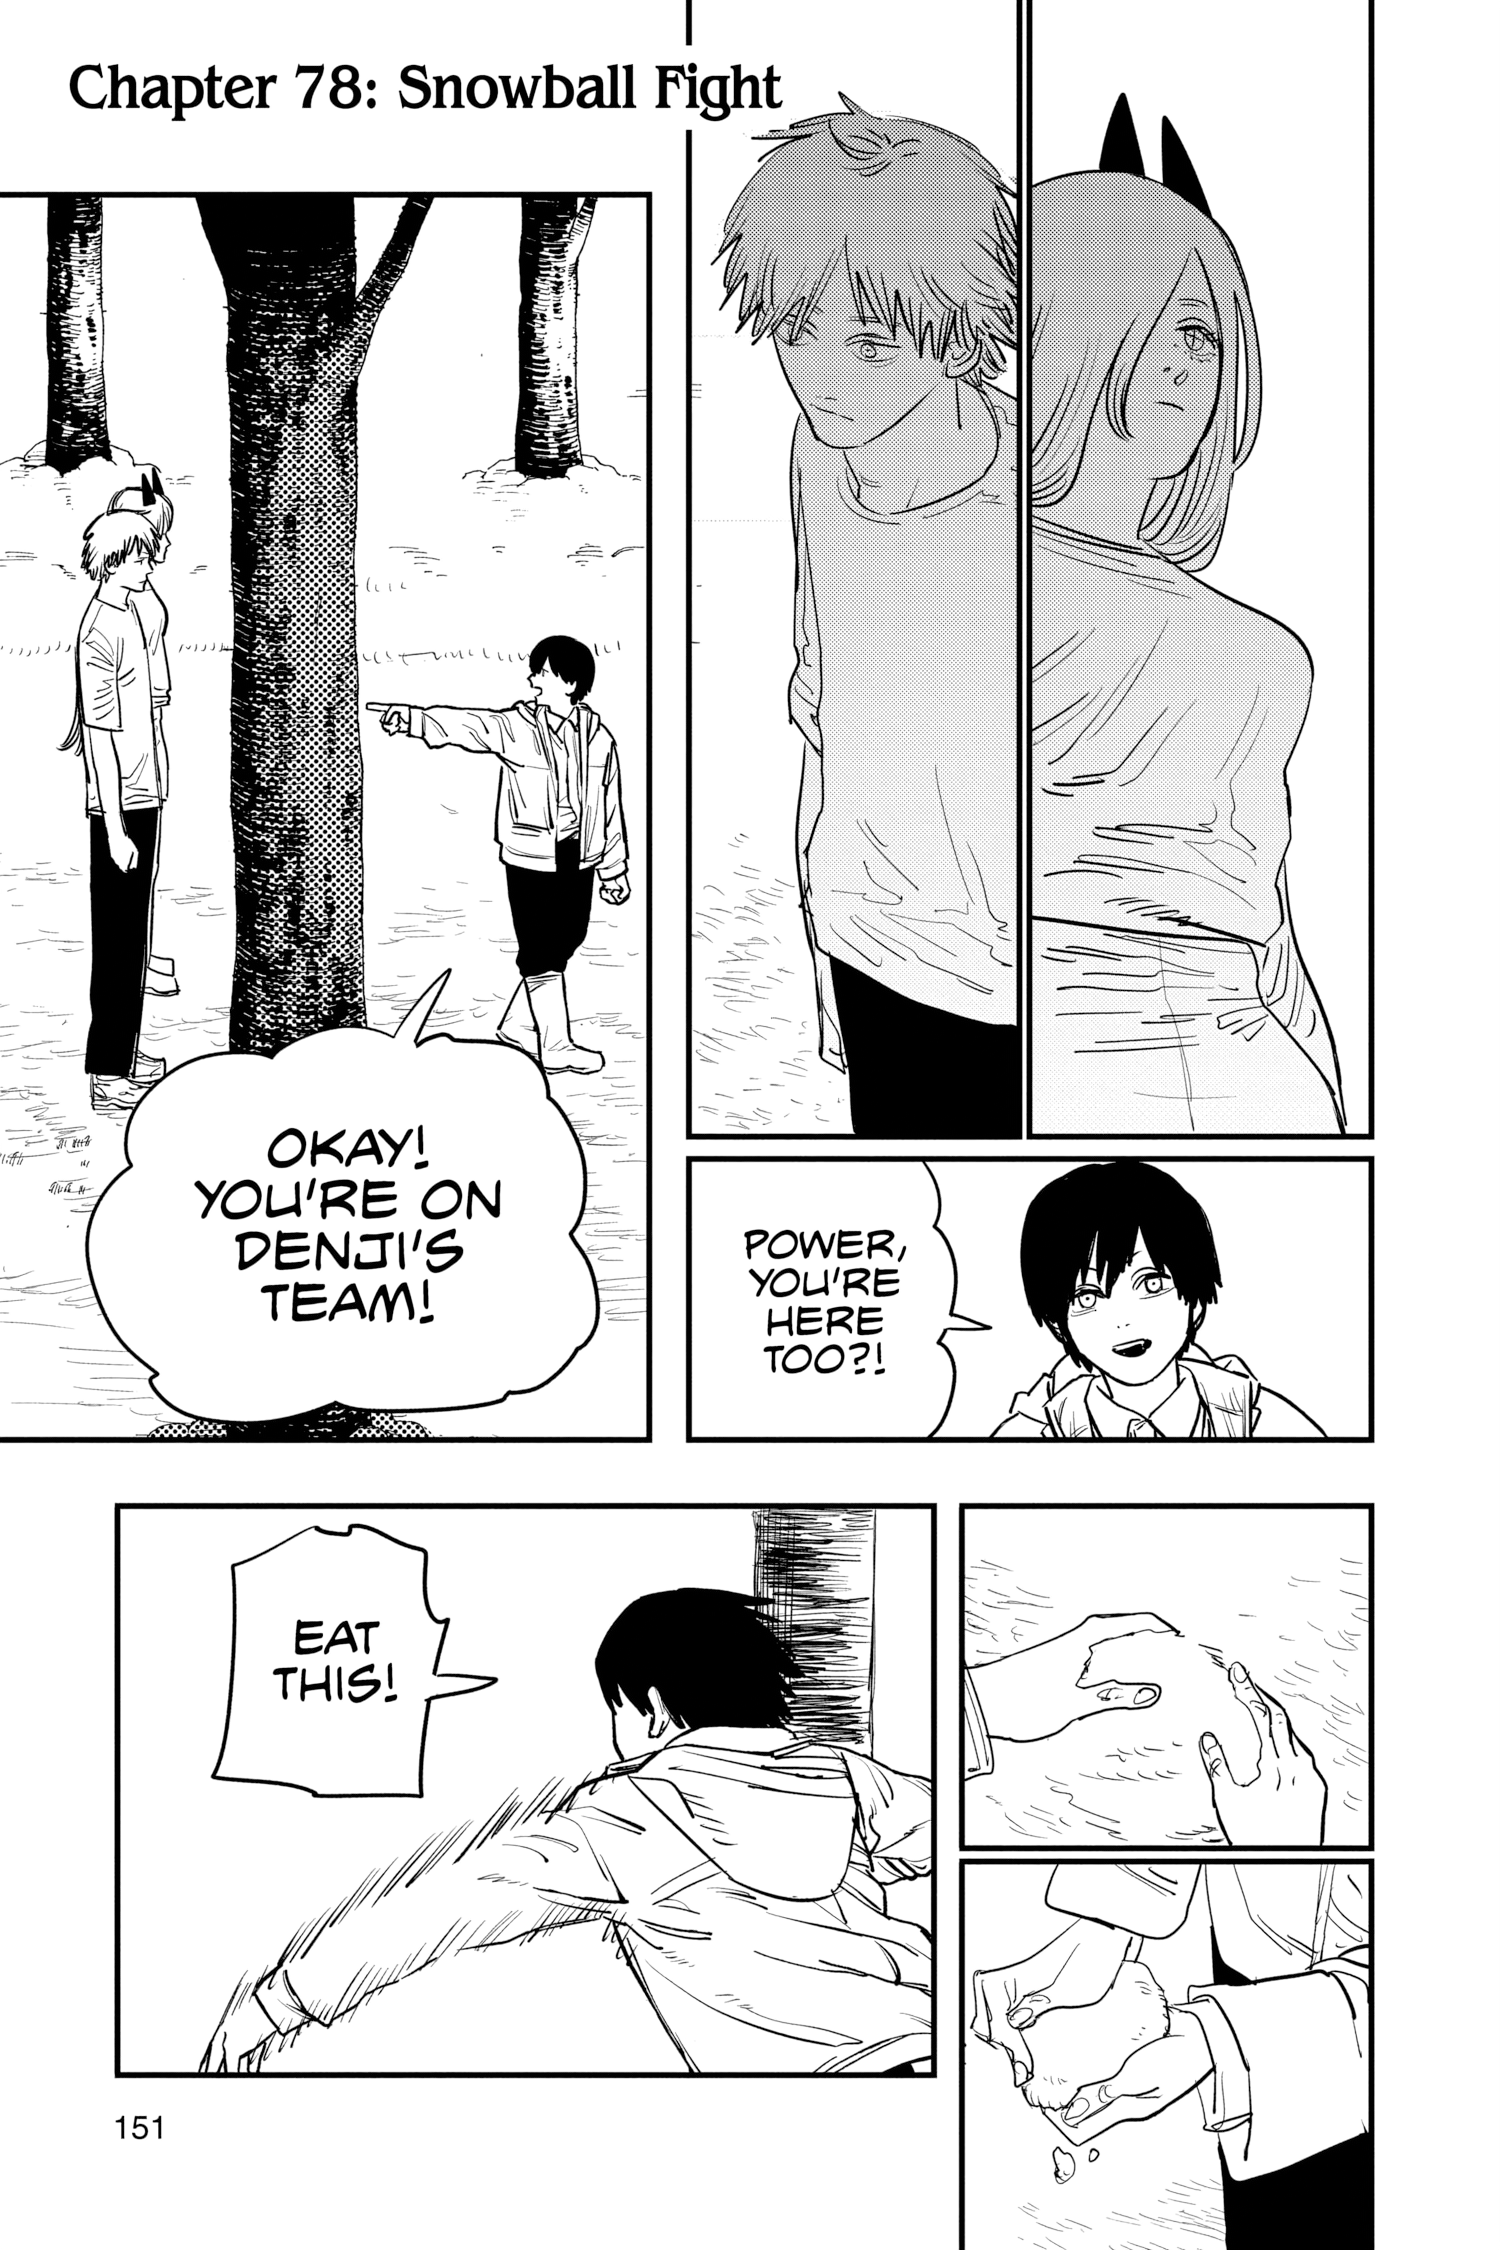 Chapter 78: Snowball Fight
POWER,
YOU'RE
HERE
TOO?!
OKAY!
YOU'RE ON
DENJI'S
TEAM!
EAT
THIS!
151